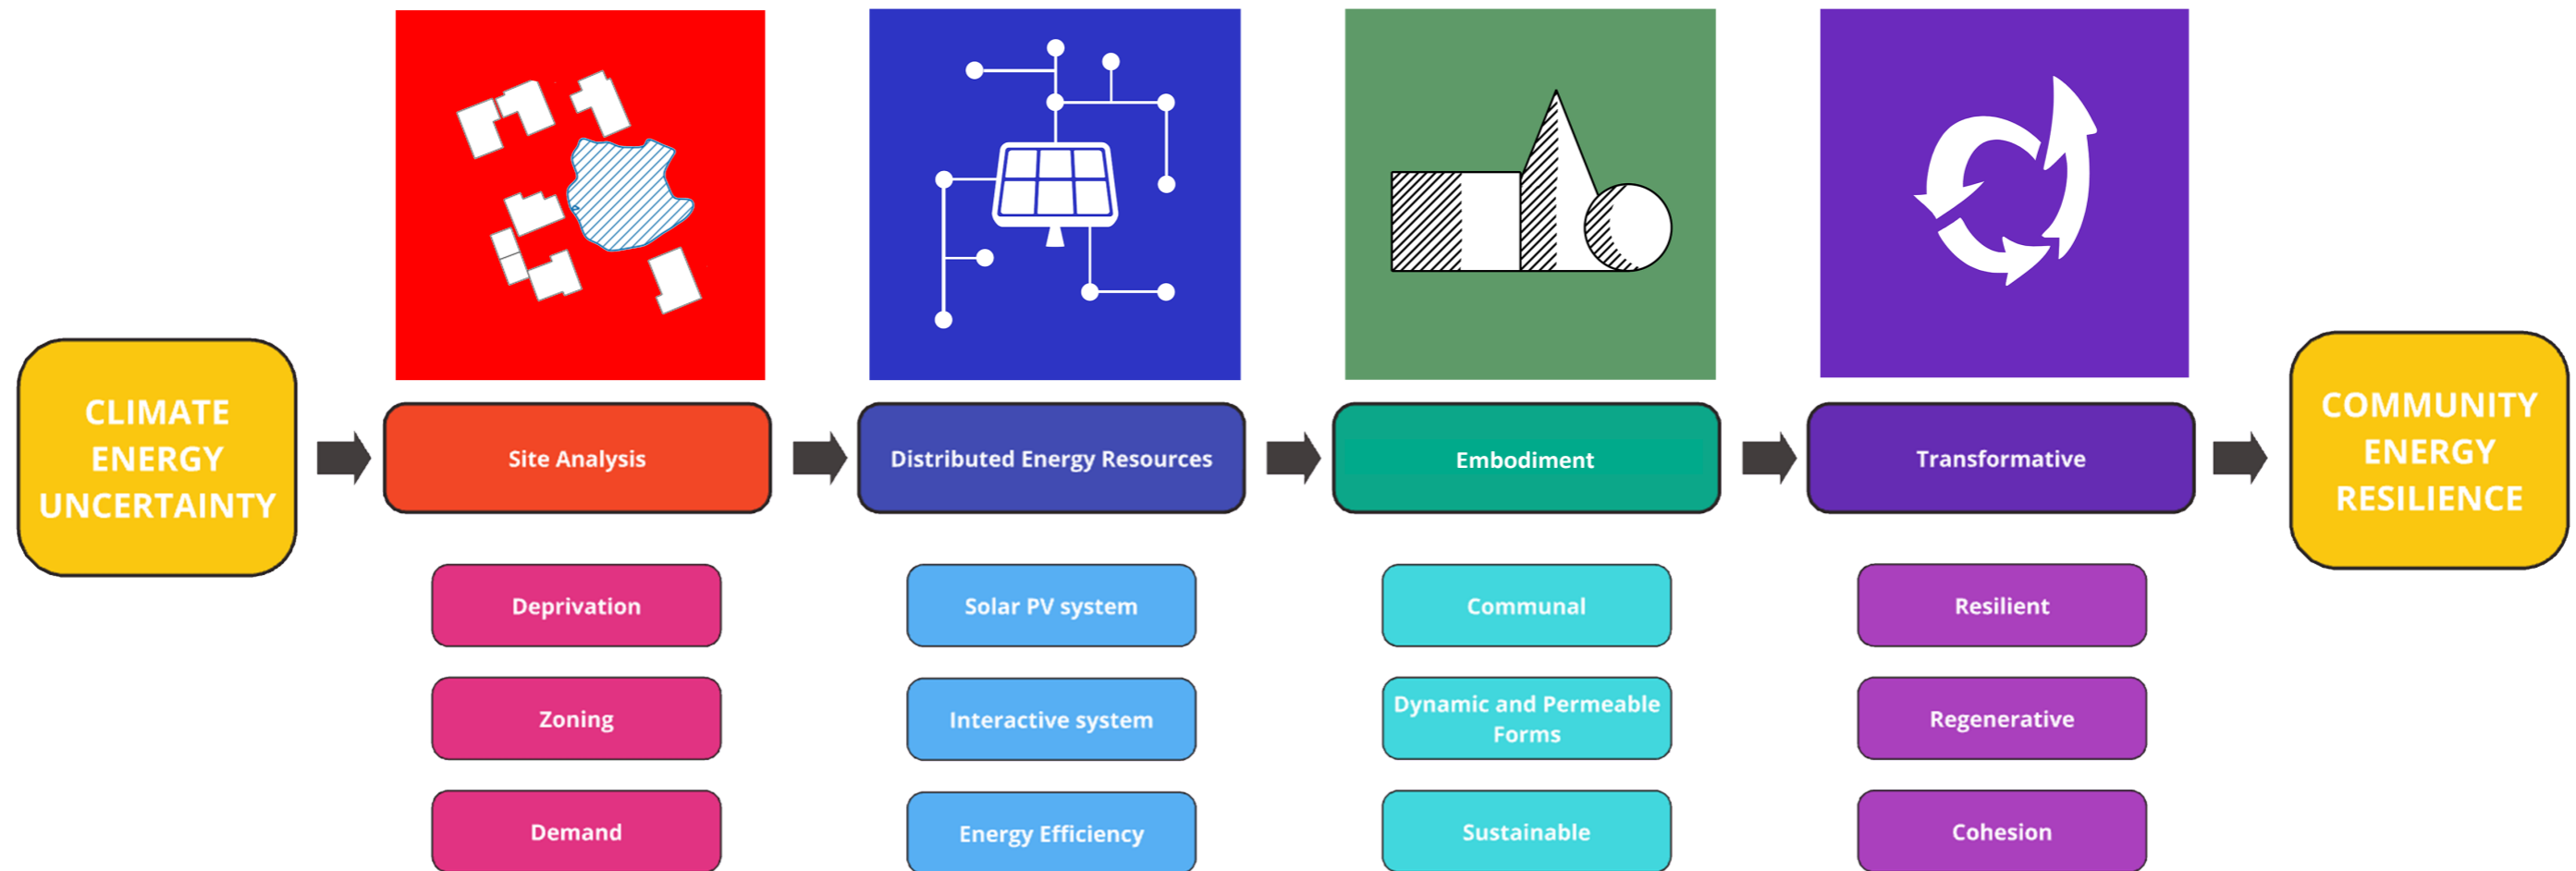 CLIMATE
ENERGY
UNCERTAINTY
Site Analysis
Deprivation
Zoning
Demand
Distributed Energy Resources
Solar PV system
Interactive system
Energy Efficiency
Embodiment
Communal
Dynamic and Permeable
Forms
Sustainable
Transformative
Resilient
Regenerative
Cohesion
COMMUNITY
ENERGY
RESILIENCE